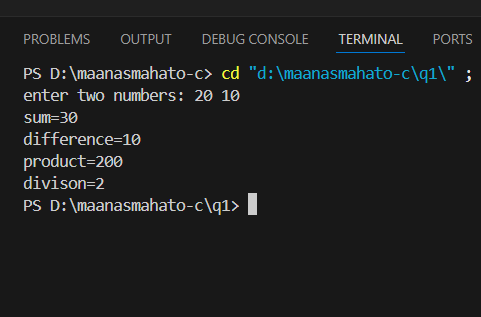 PROBLEMS OUTPUT DEBUG CONSOLE TERMINAL PORTS
PS D:\maanasmahato-c> cd "d:\maanasmahato-c\q1\" ;
enter two numbers: 20 10
sum=30
difference=10
product=200
divison=2
PS D:\maanasmahato-c\q1>